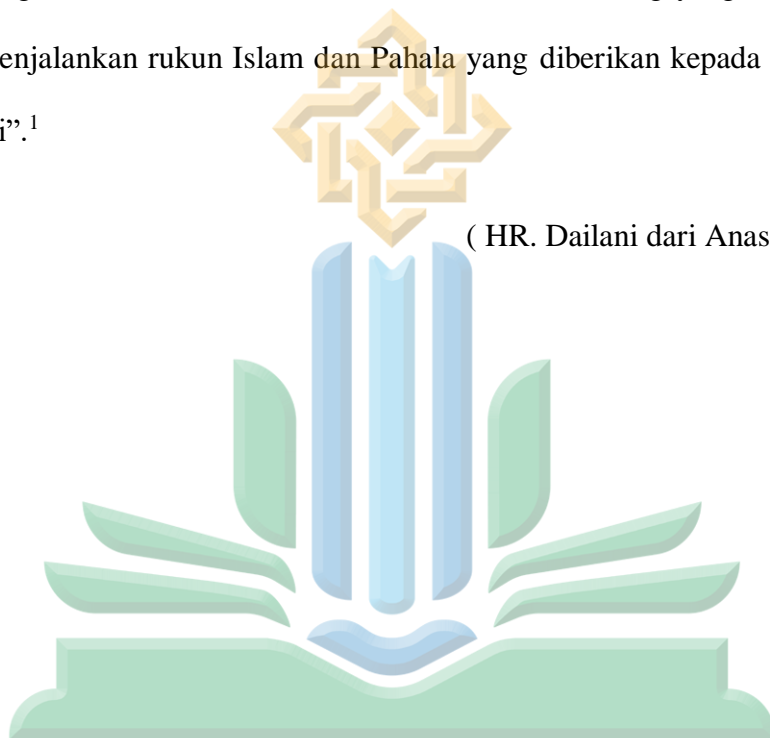 enjalankan rukun Islam dan Pahala yang diberikan kepada
i”.1
( HR. Dailani dari Anas